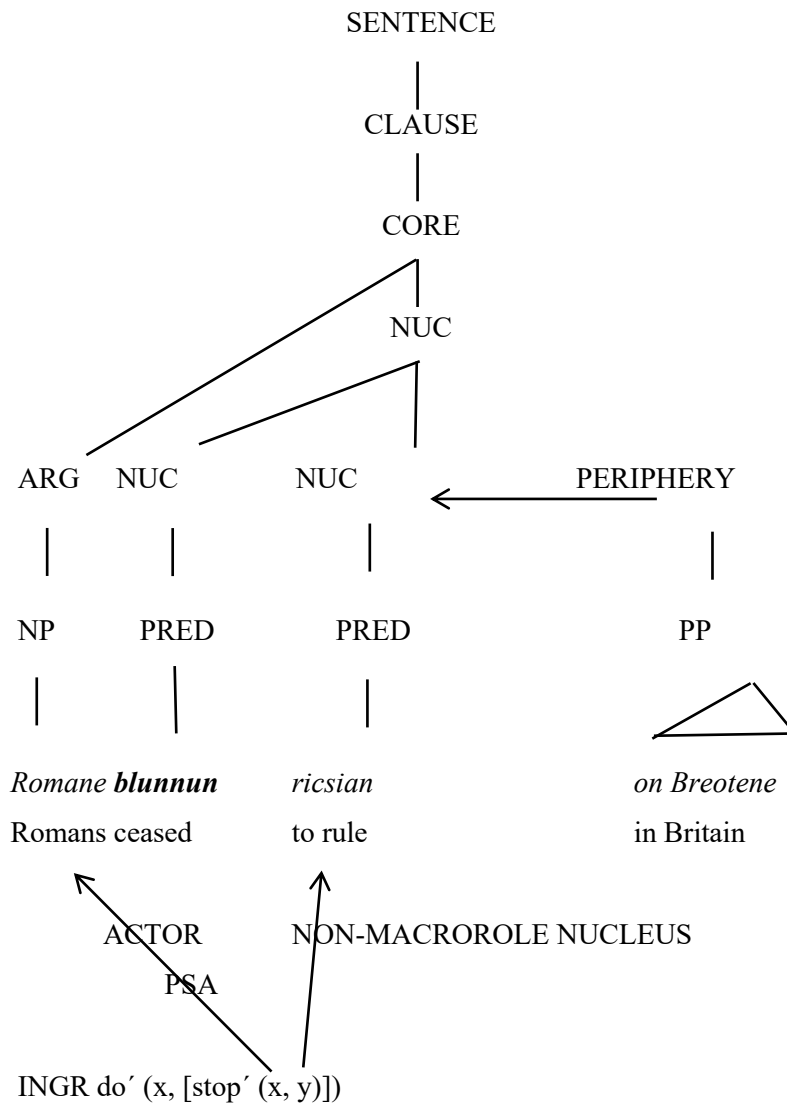 SENTENCE
CLAUSE
CORE
NUC
ARG NUC NUC PERIPHERY
NP PRED PRED PP
Romane blunnun ricsian on Breotene
Romans ceased to rule in Britain
ACTOR NON-MACROROLE NUCLEUS
PSA
INGR do´ (x, [stop´ (x, y)])